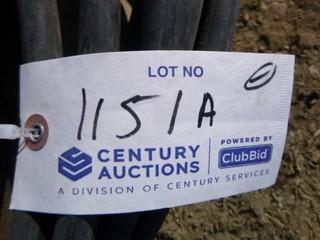 LOT NO
1151A
CENTURY AUCTIONS
POWERED BY
ClubBid
A DIVISION OF CENTURY SERVICES